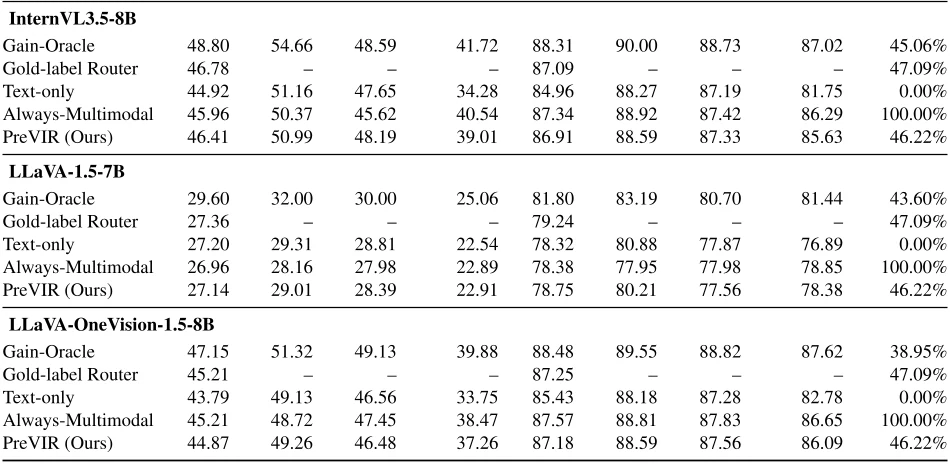 InternVL3.5-8B
Gain-Oracle 48.80 54.66 48.59 41.72 88.31 90.00 88.73 87.02 45.06%
Gold-label Router 46.78 – – – 87.09 – – – 47.09%
Text-only 44.92 51.16 47.65 34.28 84.96 88.27 87.19 81.75 0.00%
Always-Multimodal 45.96 50.37 45.62 40.54 87.34 88.92 87.42 86.29 100.00%
PreVIR (Ours) 46.41 50.99 48.19 39.01 86.91 88.59 87.33 85.63 46.22%
LLaVA-1.5-7B
Gain-Oracle 29.60 32.00 30.00 25.06 81.80 83.19 80.70 81.44 43.60%
Gold-label Router 27.36 – – – 79.24 – – – 47.09%
Text-only 27.20 29.31 28.81 22.54 78.32 80.88 77.87 76.89 0.00%
Always-Multimodal 26.96 28.16 27.98 22.89 78.38 77.95 77.98 78.85 100.00%
PreVIR (Ours) 27.14 29.01 28.39 22.91 78.75 80.21 77.56 78.38 46.22%
LLaVA-OneVision-1.5-8B
Gain-Oracle 47.15 51.32 49.13 39.88 88.48 89.55 88.82 87.62 38.95%
Gold-label Router 45.21 – – – 87.25 – – – 47.09%
Text-only 43.79 49.13 46.56 33.75 85.43 88.18 87.28 82.78 0.00%
Always-Multimodal 45.21 48.72 47.45 38.47 87.57 88.81 87.83 86.65 100.00%
PreVIR (Ours) 44.87 49.26 46.48 37.26 87.18 88.59 87.56 86.09 46.22%